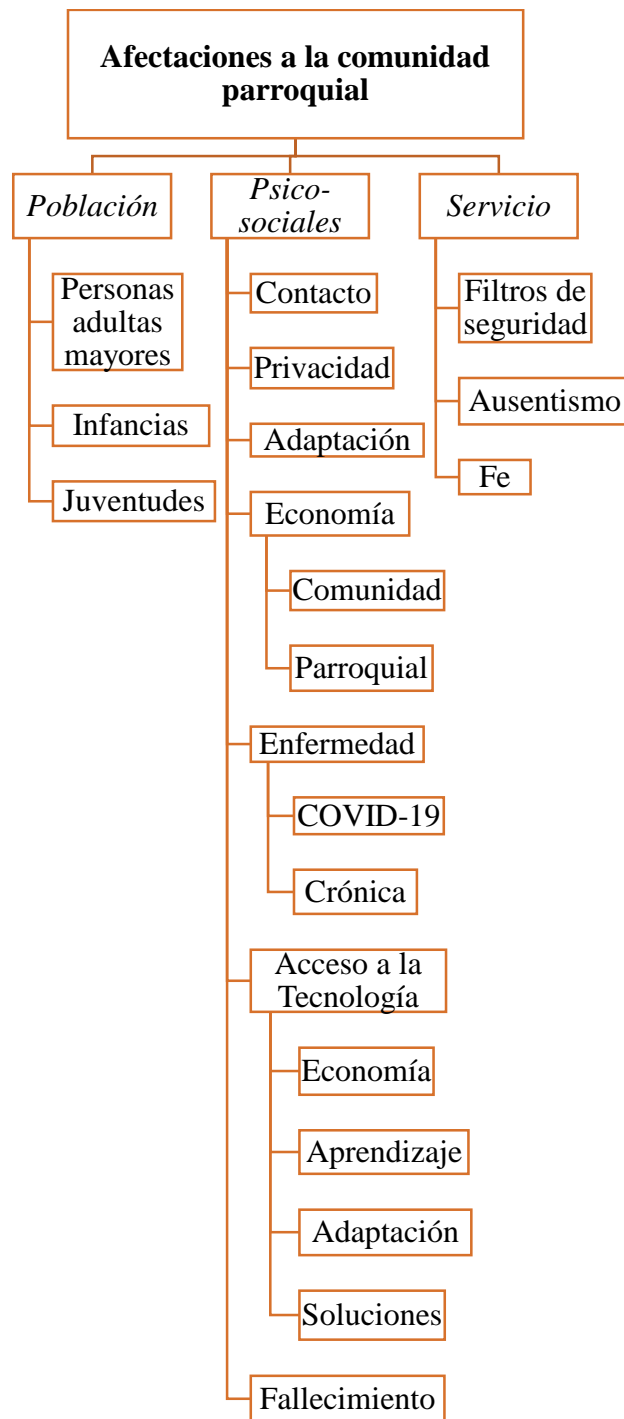 Afectaciones a la comunidad
parroquial
Población
Personas
adultas
mayores
Infancias
Juventudes
Psico-
sociales
Contacto
Privacidad
Adaptación
Economía
Comunidad
Parroquial
Enfermedad
COVID-19
Crónica
Acceso a la
Tecnología
Economía
Aprendizaje
Adaptación
Soluciones
Fallecimiento
Servicio
Filtros de
seguridad
Ausentismo
Fe